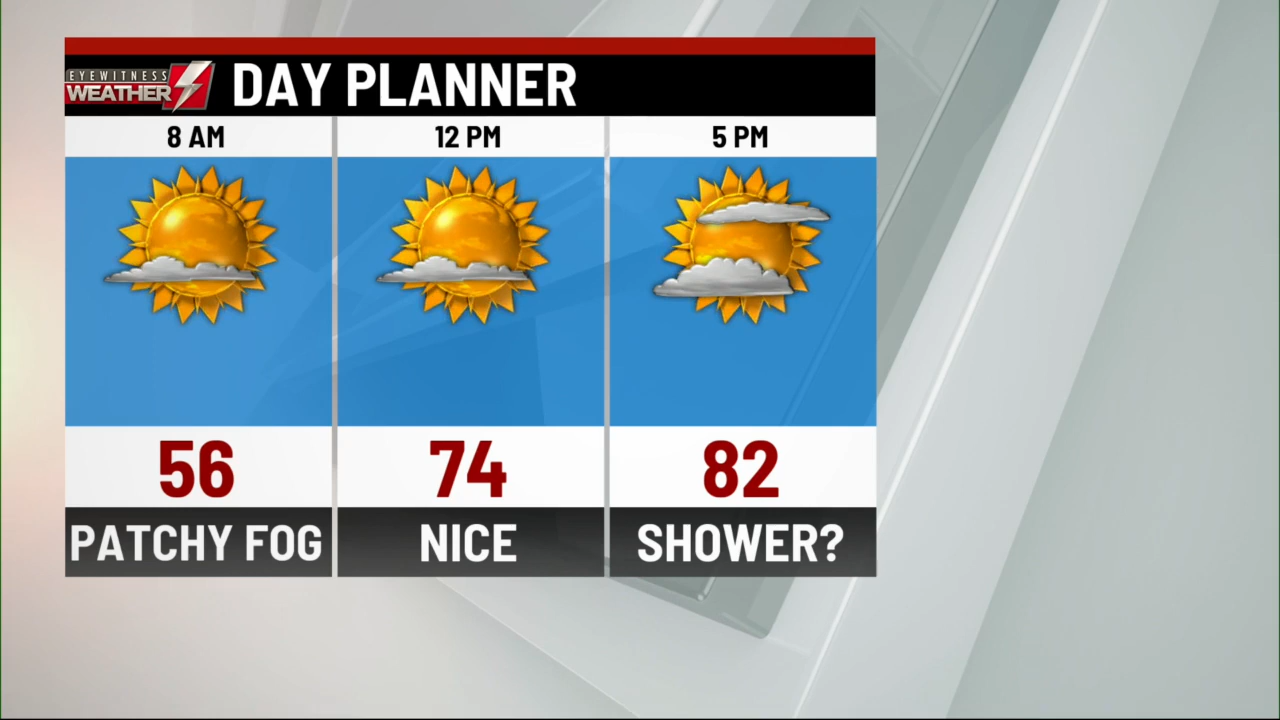 EYEWITNESS
WEATHER
DAY PLANNER
8 AM
12 PM
5 PM
56
74
82
PATCHY FOG
NICE
SHOWER?